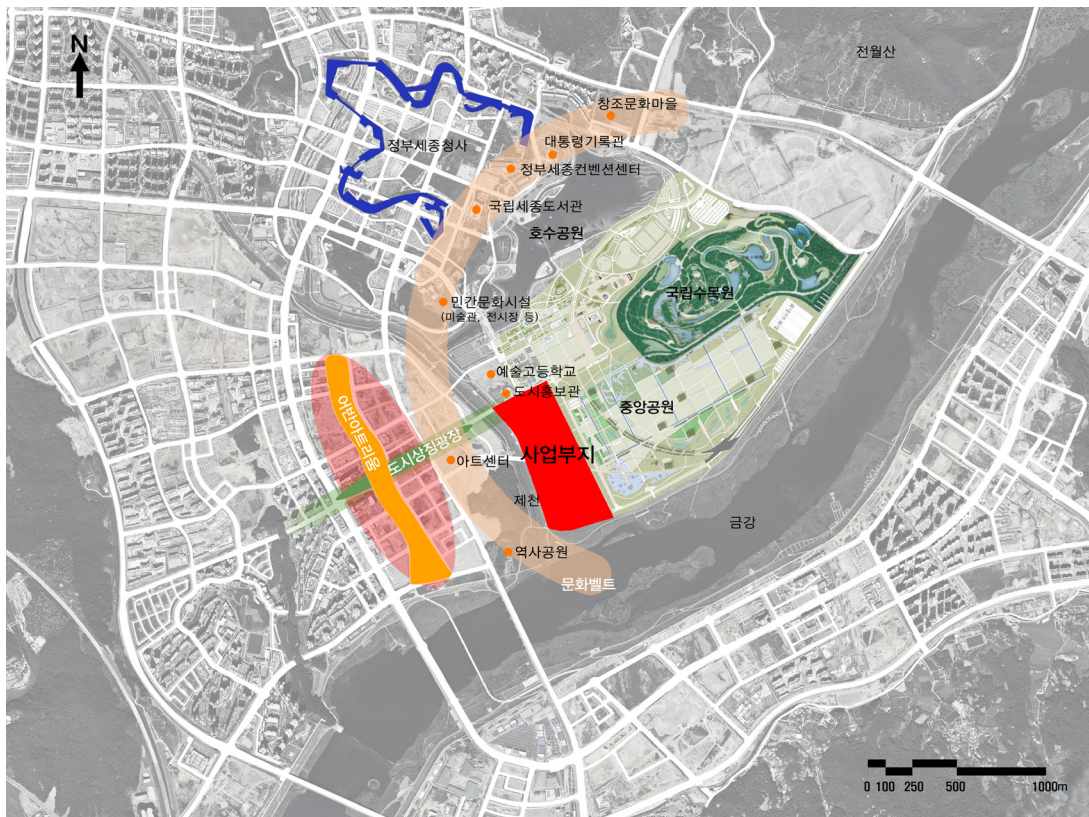 N
전월산
창조문화마을
대통령기록관
정부세종청사
정부세종컨벤션센터
국립세종도서관
호수공원
국립수목원
민간문화시설
(미술관, 전시장 등)
예술고등학교
도시홍보관
중앙공원
어반아트리움
도시상징광장
사업부지
아트센터
제천
금강
역사공원
문화벨트
0 100 250 500 1000m